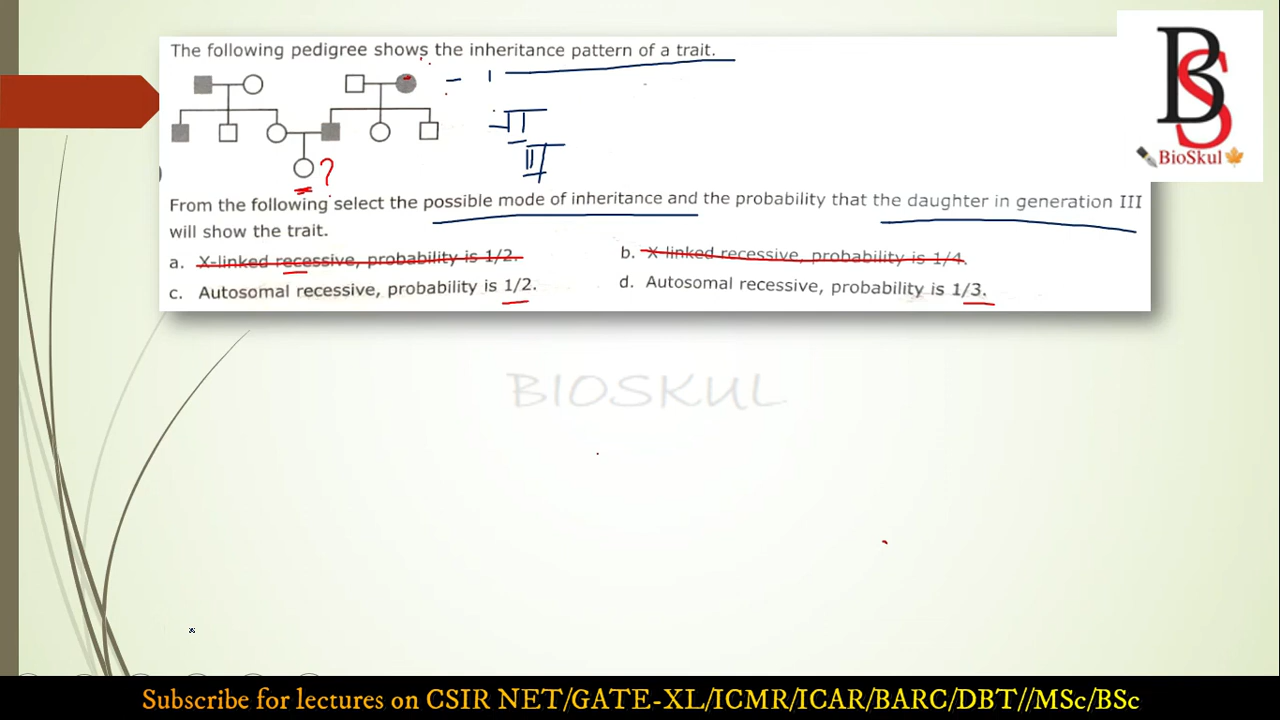 The following pedigree shows the inheritance pattern of a trait.
I
II
III
?
From the following select the possible mode of inheritance and the probability that the daughter in generation III
will show the trait.
a. X-linked recessive, probability is 1/2.
b. X-linked recessive, probability is 1/4.
c. Autosomal recessive, probability is 1/2.
d. Autosomal recessive, probability is 1/3.
BS
BioSkul
BIOSKUL
Subscribe for lectures on CSIR NET/GATE-XL/ICMR/ICAR/BARC/DBT//MSc/BSc